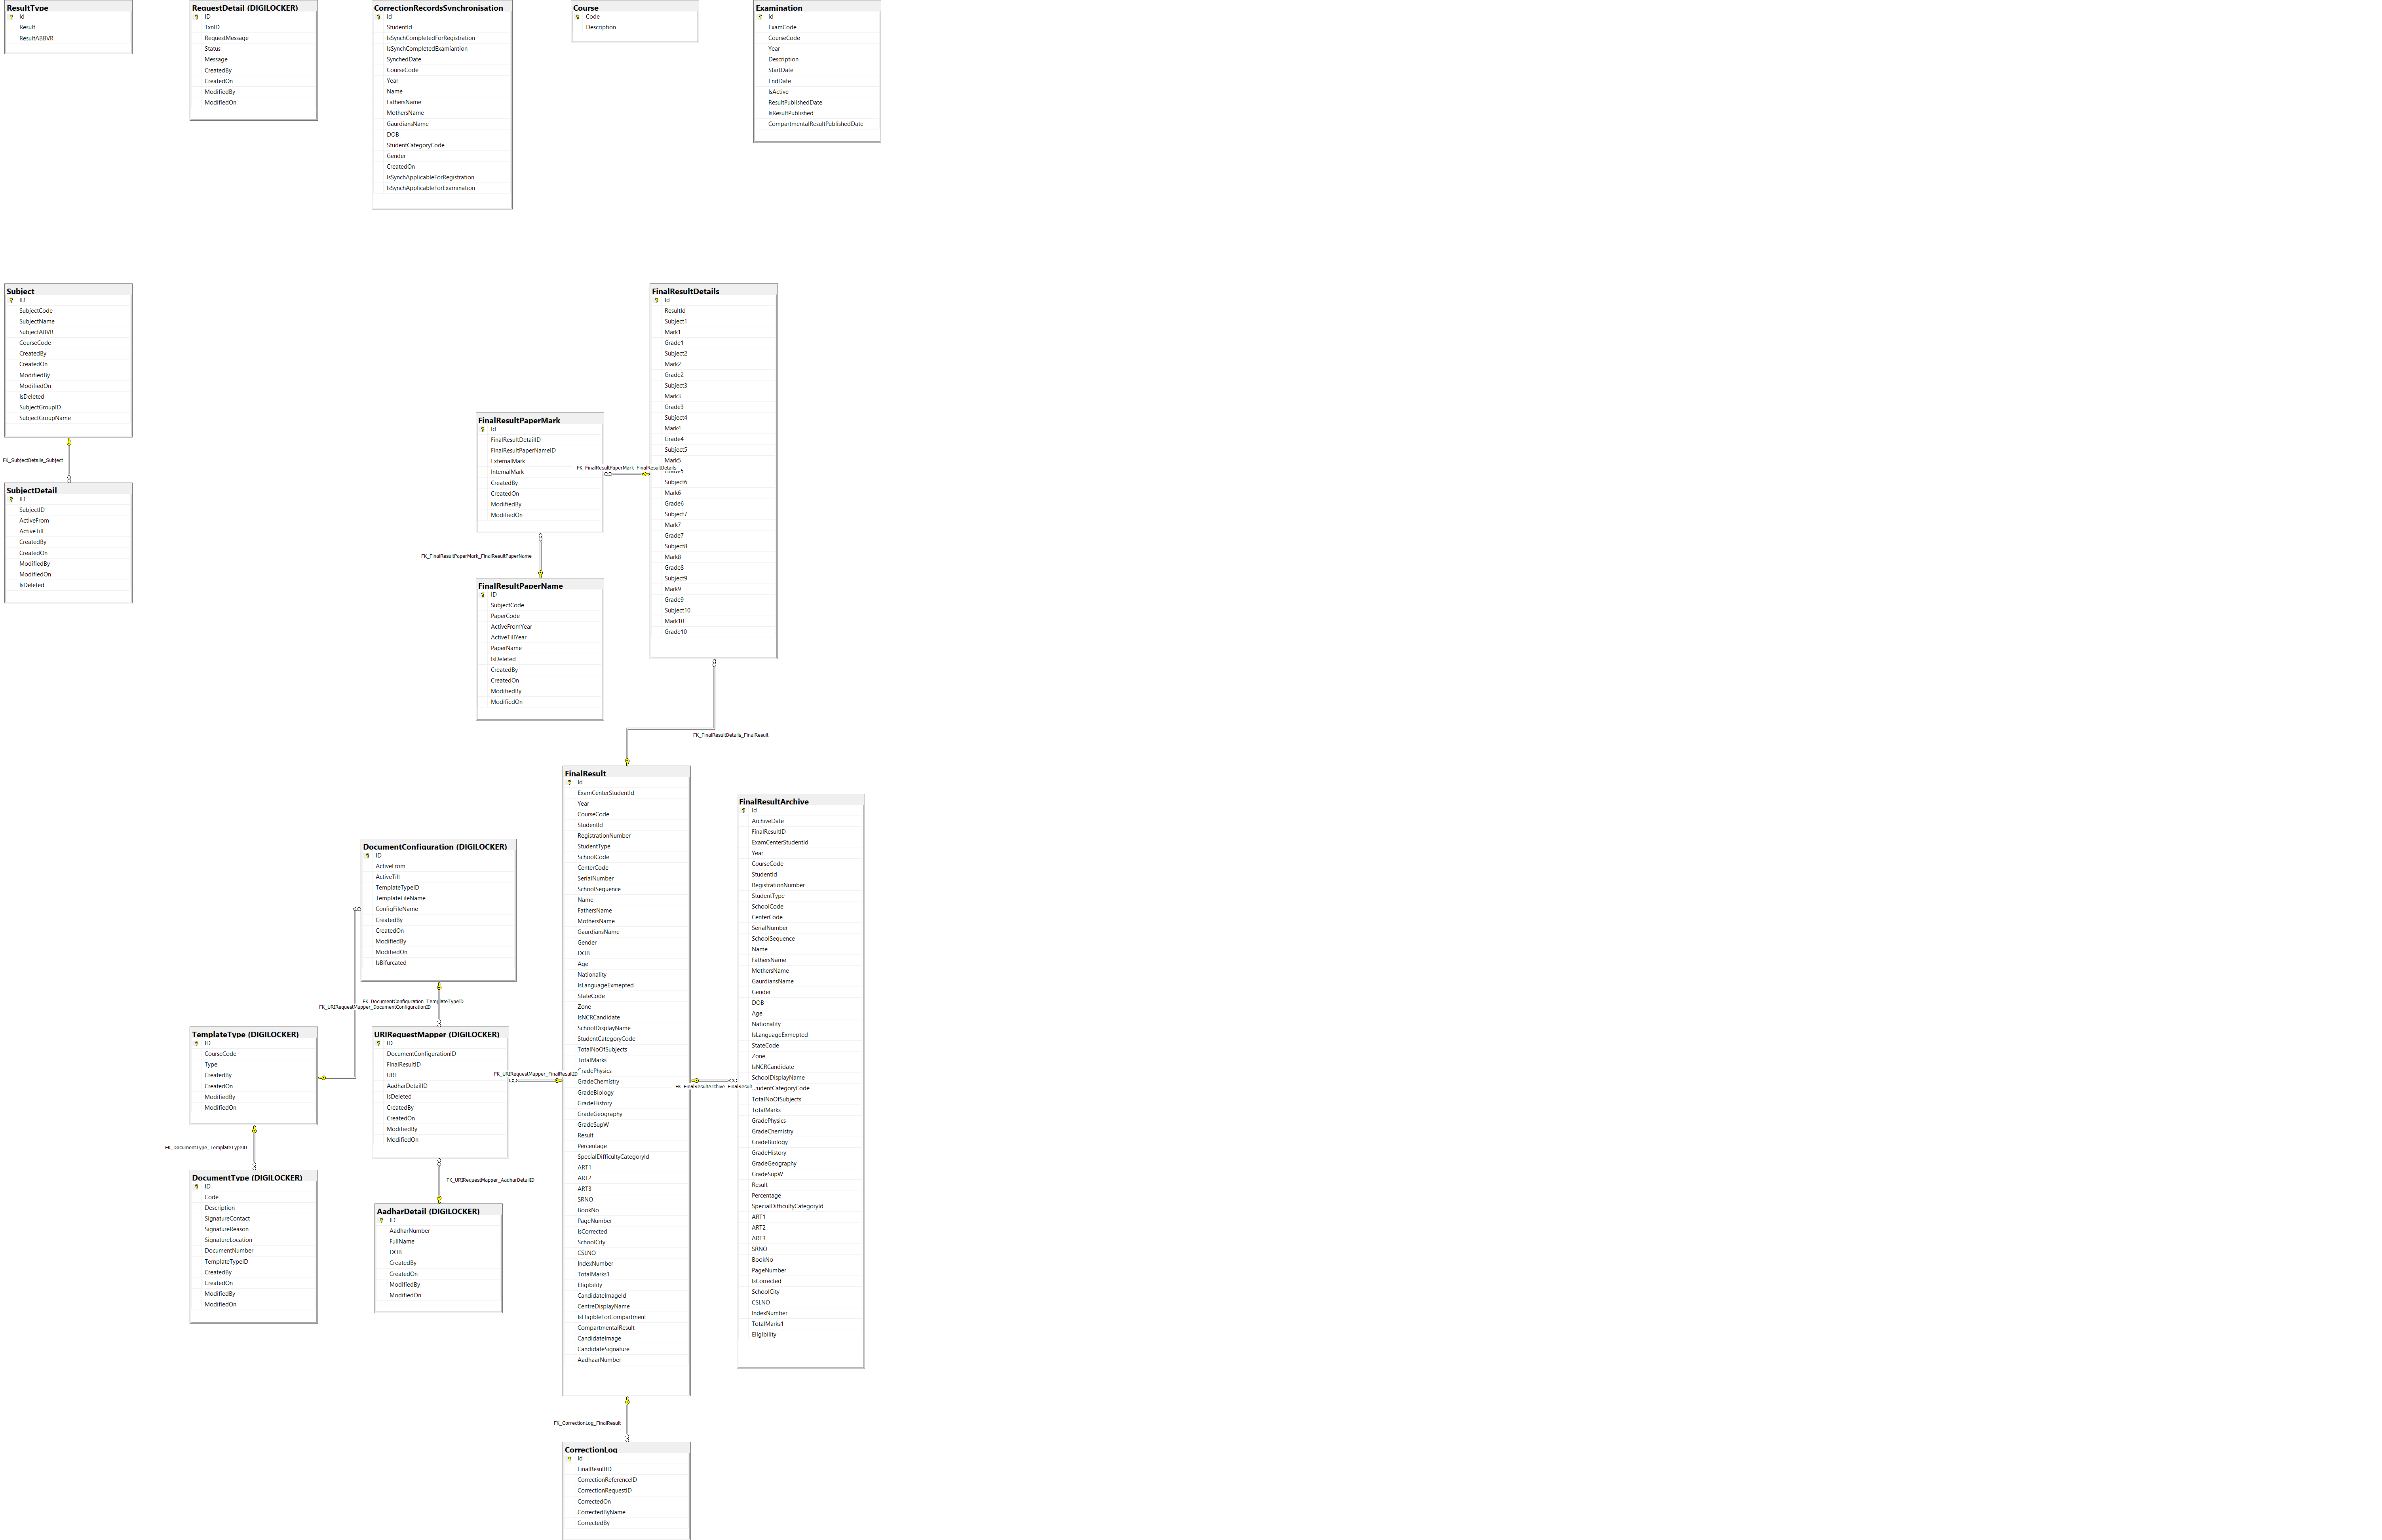 ResultType
Id
Result
ResultABBVR
RequestDetail (DIGILOCKER)
ID
TxnID
RequestMessage
Status
Message
CreatedBy
CreatedOn
ModifiedBy
ModifiedOn
CorrectionRecordsSynchronisation
Id
StudentId
IsSynchCompletedForRegistration
IsSynchCompletedExamiantion
SynchedDate
CourseCode
Year
Name
FathersName
MothersName
GaurdiansName
DOB
StudentCategoryCode
Gender
CreatedOn
IsSynchApplicableForRegistration
IsSynchApplicableForExamination
Course
Code
Description
Examination
Id
ExamCode
CourseCode
Year
Description
StartDate
EndDate
IsActive
ResultPublishedDate
IsResultPublished
CompartmentalResultPublishedDate
Subject
ID
SubjectCode
SubjectName
SubjectABVR
CourseCode
CreatedBy
CreatedOn
ModifiedBy
ModifiedOn
IsDeleted
SubjectGroupID
SubjectGroupName
FK_SubjectDetails_Subject
SubjectDetail
ID
SubjectID
ActiveFrom
ActiveTill
CreatedBy
CreatedOn
ModifiedBy
ModifiedOn
IsDeleted
FinalResultPaperMark
Id
FinalResultDetailID
FinalResultPaperNameID
ExternalMark
InternalMark
CreatedBy
CreatedOn
ModifiedBy
ModifiedOn
FK_FinalResultPaperMark_FinalResultDetails
FK_FinalResultPaperMark_FinalResultPaperName
FinalResultPaperName
ID
SubjectCode
PaperCode
ActiveFromYear
ActiveTillYear
PaperName
IsDeleted
CreatedBy
CreatedOn
ModifiedBy
ModifiedOn
FinalResultDetails
Id
ResultId
Subject1
Mark1
Grade1
Subject2
Mark2
Grade2
Subject3
Mark3
Grade3
Subject4
Mark4
Grade4
Subject5
Mark5
Grade5
Subject6
Mark6
Grade6
Subject7
Mark7
Grade7
Subject8
Mark8
Grade8
Subject9
Mark9
Grade9
Subject10
Mark10
Grade10
FK_FinalResultDetails_FinalResult
FinalResult
Id
ExamCenterStudentId
Year
CourseCode
StudentId
RegistrationNumber
StudentType
SchoolCode
CenterCode
SerialNumber
SchoolSequence
Name
FathersName
MothersName
GaurdiansName
Gender
DOB
Age
Nationality
IsLanguageExmepted
StateCode
Zone
IsNCRCandidate
SchoolDisplayName
StudentCategoryCode
TotalNoOfSubjects
TotalMarks
GradePhysics
GradeChemistry
GradeBiology
GradeHistory
GradeGeography
GradeSupW
Result
Percentage
SpecialDifficultyCategoryId
ART1
ART2
ART3
SRNO
BookNo
PageNumber
IsCorrected
SchoolCity
CSLNO
IndexNumber
TotalMarks1
Eligibility
CandidateImageId
CentreDisplayName
IsEligibleForCompartment
CompartmentalResult
CandidateImage
CandidateSignature
AadhaarNumber
FinalResultArchive
Id
ArchiveDate
FinalResultID
ExamCenterStudentId
Year
CourseCode
StudentId
RegistrationNumber
StudentType
SchoolCode
CenterCode
SerialNumber
SchoolSequence
Name
FathersName
MothersName
GaurdiansName
Gender
DOB
Age
Nationality
IsLanguageExmepted
StateCode
Zone
IsNCRCandidate
SchoolDisplayName
StudentCategoryCode
TotalNoOfSubjects
TotalMarks
GradePhysics
GradeChemistry
GradeBiology
GradeHistory
GradeGeography
GradeSupW
Result
Percentage
SpecialDifficultyCategoryId
ART1
ART2
ART3
SRNO
BookNo
PageNumber
IsCorrected
SchoolCity
CSLNO
IndexNumber
TotalMarks1
Eligibility
FK_FinalResultArchive_FinalResult
DocumentConfiguration (DIGILOCKER)
ID
ActiveFrom
ActiveTill
TemplateTypeID
TemplateFileName
ConfigFileName
CreatedBy
CreatedOn
ModifiedBy
ModifiedOn
IsBifurcated
FK_DocumentConfiguration_TemplateTypeID
FK_URIRequestMapper_DocumentConfigurationID
TemplateType (DIGILOCKER)
ID
CourseCode
Type
CreatedBy
CreatedOn
ModifiedBy
ModifiedOn
FK_DocumentType_TemplateTypeID
DocumentType (DIGILOCKER)
ID
Code
Description
SignatureContact
SignatureReason
SignatureLocation
DocumentNumber
TemplateTypeID
CreatedBy
CreatedOn
ModifiedBy
ModifiedOn
URIRequestMapper (DIGILOCKER)
ID
DocumentConfigurationID
FinalResultID
URI
AadharDetailID
IsDeleted
CreatedBy
CreatedOn
ModifiedBy
ModifiedOn
FK_URIRequestMapper_FinalResultID
FK_URIRequestMapper_AadharDetailID
AadharDetail (DIGILOCKER)
ID
AadharNumber
FullName
DOB
CreatedBy
CreatedOn
ModifiedBy
ModifiedOn
FK_CorrectionLog_FinalResult
CorrectionLog
Id
FinalResultID
CorrectionReferenceID
CorrectionRequestID
CorrectedOn
CorrectedByName
CorrectedBy